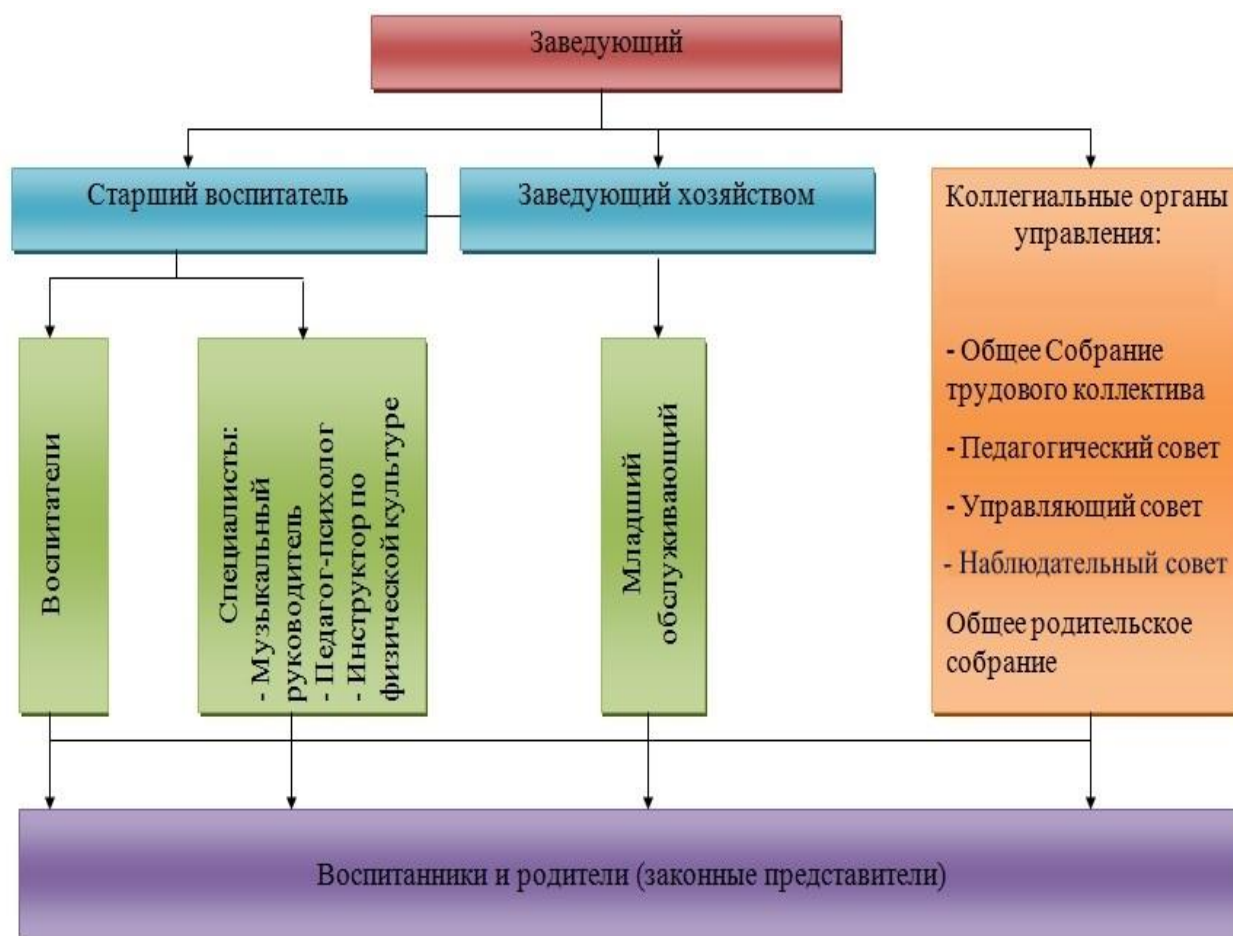 Заведующий
Старший воспитатель
Заведующий хозяйством
Коллегиальные органы
управления:
- Общее Собрание
трудового коллектива
- Педагогический совет
- Управляющий совет
- Наблюдательный совет
Общее родительское
собрание
Воспитатели
Специалисты:
- Музыкальный
руководитель
- Педагог-психолог
- Инструктор по
физической культуре
Младший
обслуживающий
Воспитанники и родители (законные представители)